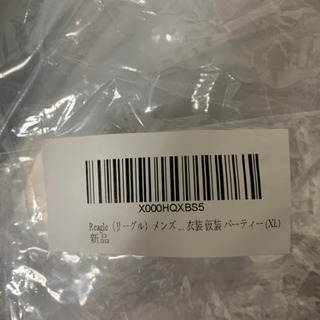 X000HQXBS5
Reagle（リーグル）メンズ ... 衣装 仮装 パーティー (XL)
新品